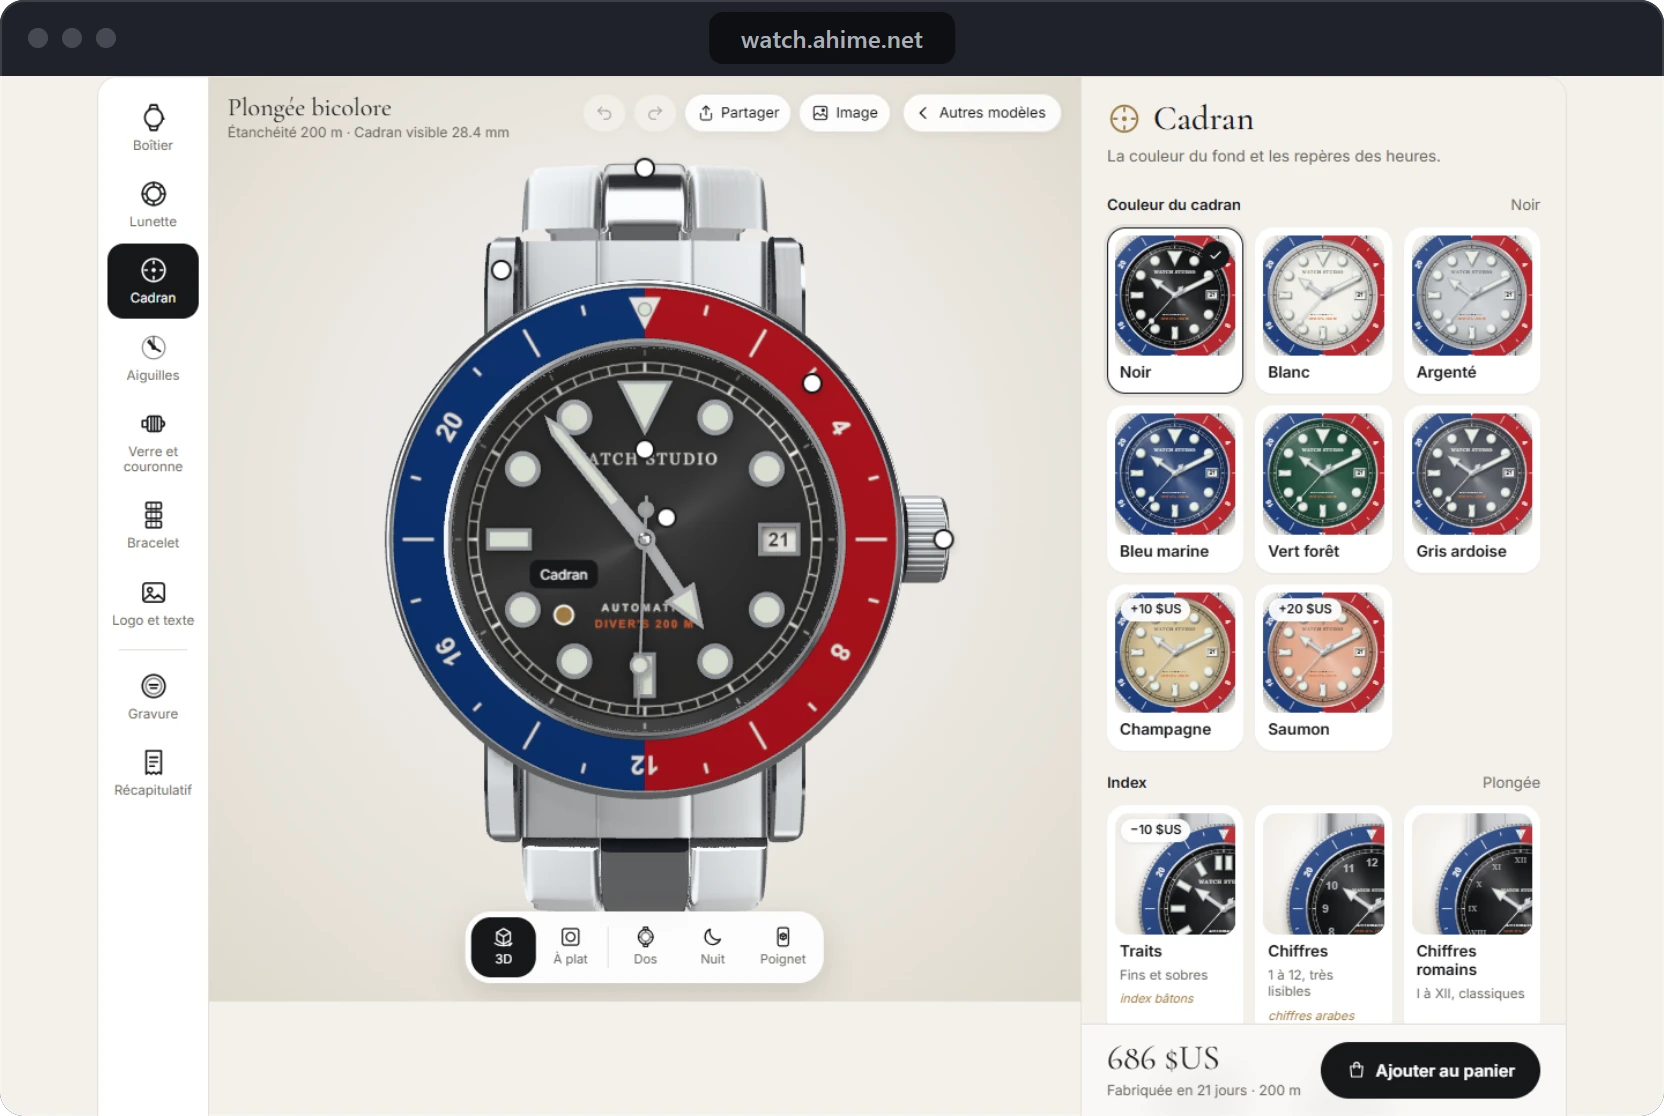 watch.ahime.net
Boîtier
Lunette
Cadran
Aiguilles
Verre et
couronne
Bracelet
Logo et texte
Gravure
Récapitulatif
Plongée bicolore
Étanchéité 200 m · Cadran visible 28.4 mm
Partager
Image
Autres modèles
20
4
ATCH STUDIO
21
Cadran
AUTOMAT
DIVER'S 200 M
16
8
12
3D
À plat
Dos
Nuit
Poignet
Cadran
La couleur du fond et les repères des heures.
Couleur du cadran
Noir
Noir
Blanc
Argenté
Bleu marine
Vert forêt
Gris ardoise
+10 $US
+20 $US
Champagne
Saumon
Index
Plongée
−10 $US
Traits
Fins et sobres
index bâtons
Chiffres
1 à 12, très
lisibles
chiffres arabes
Chiffres
romains
I à XII, classiques
686 $US
Fabriquée en 21 jours · 200 m
Ajouter au panier